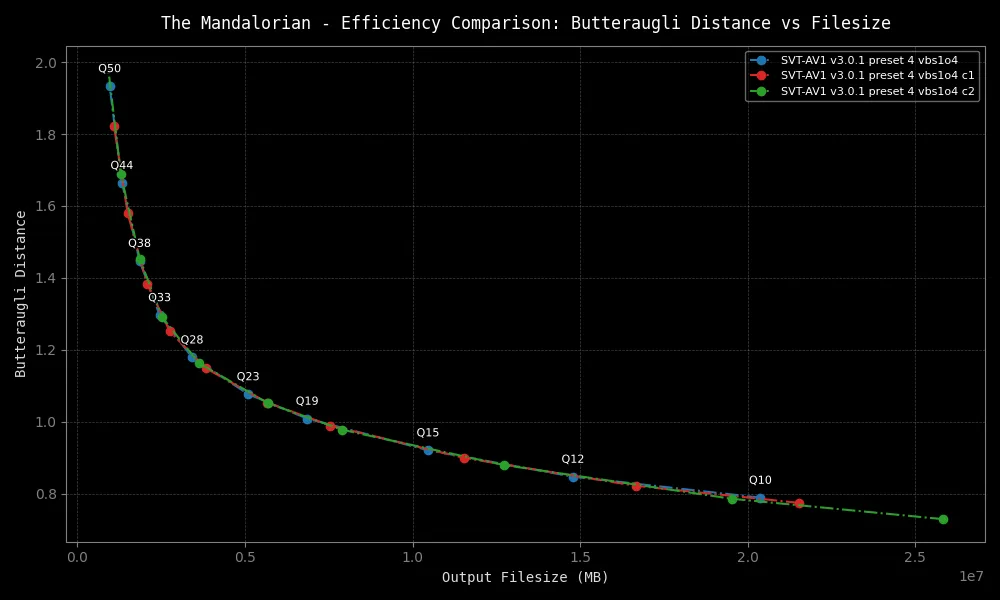 The Mandalorian - Efficiency Comparison: Butteraugli Distance vs Filesize
SVT-AV1 v3.0.1 preset 4 vbs1o4
SVT-AV1 v3.0.1 preset 4 vbs1o4 c1
SVT-AV1 v3.0.1 preset 4 vbs1o4 c2
Butteraugli Distance
2.0
1.8
1.6
1.4
1.2
1.0
0.8
Q50
Q44
Q38
Q33
Q28
Q23
Q19
Q15
Q12
Q10
0.0
0.5
1.0
1.5
2.0
2.5
1e7
Output Filesize (MB)